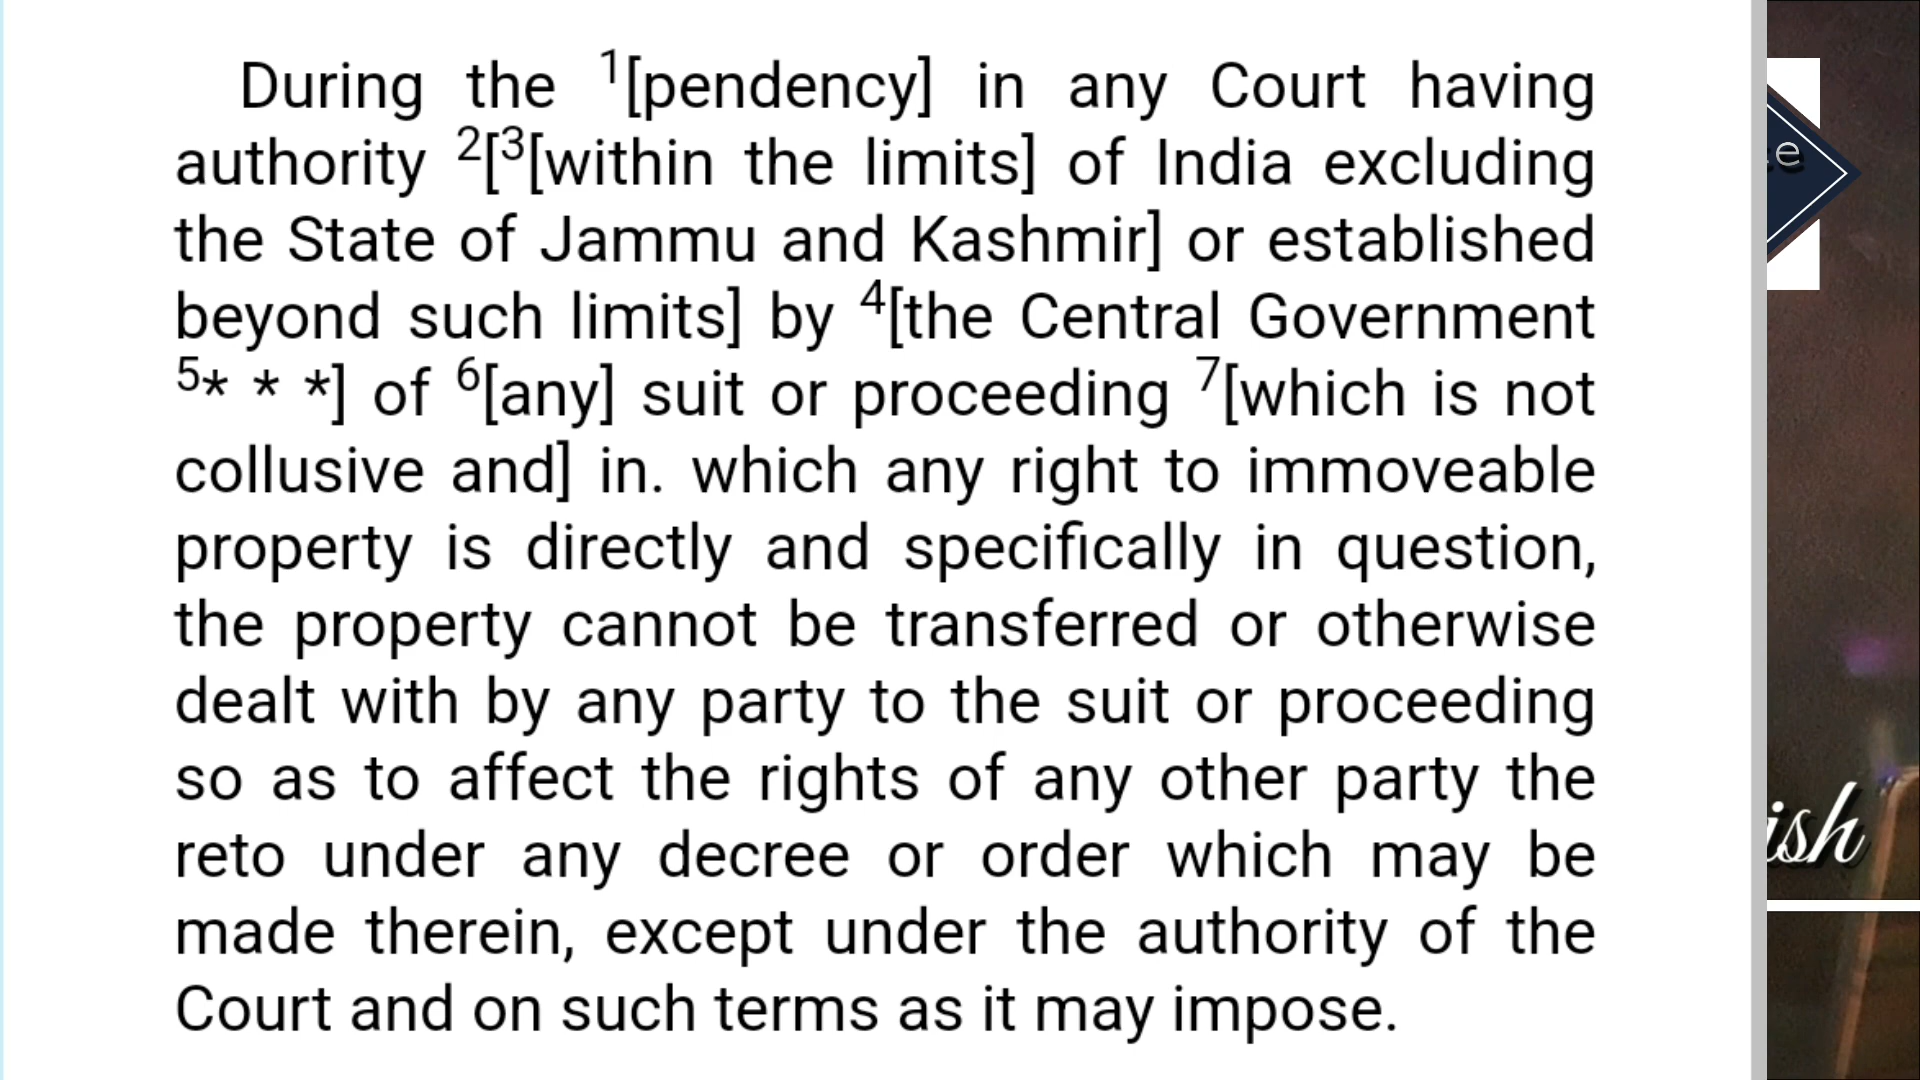 During the 1[pendency] in any Court having
authority 2[3[within the limits] of India excluding
the State of Jammu and Kashmir] or established
beyond such limits] by 4[the Central Government
5* * *] of 6[any] suit or proceeding 7[which is not
collusive and] in. which any right to immoveable
property is directly and specifically in question,
the property cannot be transferred or otherwise
dealt with by any party to the suit or proceeding
so as to affect the rights of any other party the
reto under any decree or order which may be
made therein, except under the authority of the
Court and on such terms as it may impose.
e
ish